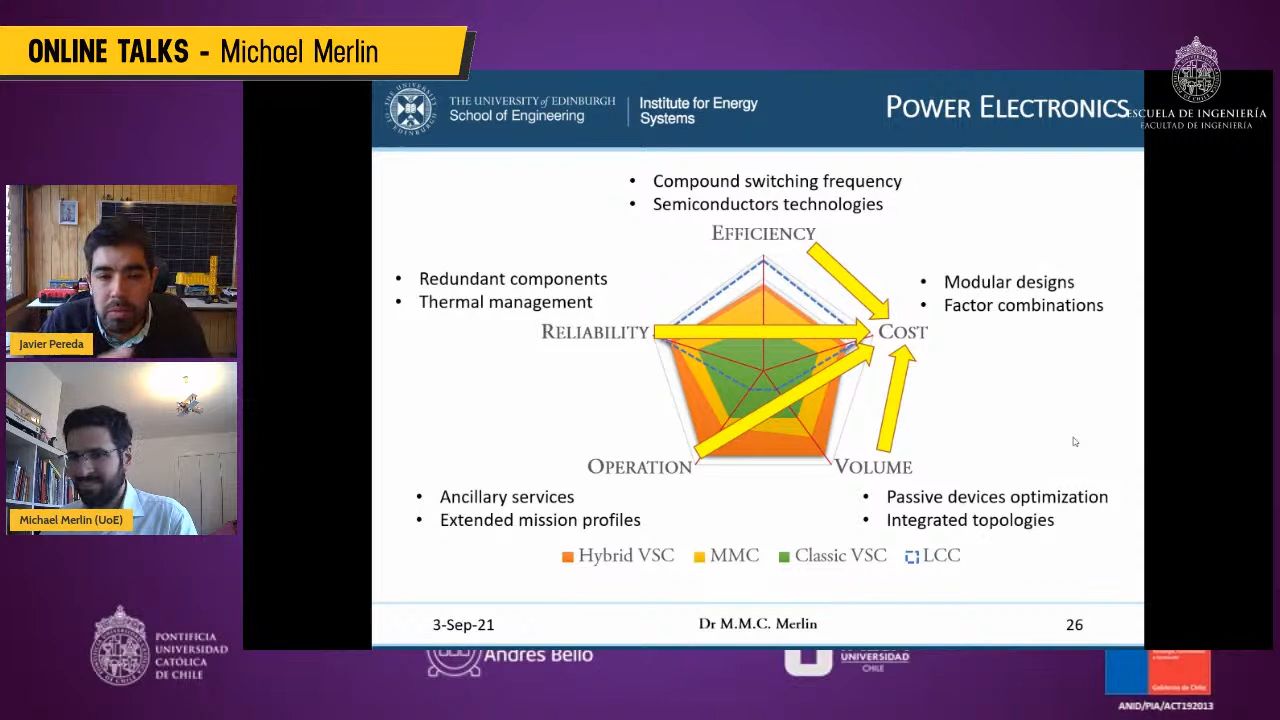 ONLINE TALKS - Michael Merlin
THE UNIVERSITY of EDINBURGH
School of Engineering
Institute for Energy
Systems
POWER ELECTRONICS
ESCUELA DE INGENIERÍA
FACULTAD DE INGENIERÍA
• Compound switching frequency
• Semiconductors technologies
EFFICIENCY
• Redundant components
• Thermal management
• Modular designs
• Factor combinations
RELIABILITY
COST
Javier Pereda
OPERATION
VOLUME
• Ancillary services
• Extended mission profiles
• Passive devices optimization
• Integrated topologies
Michael Merlin (UoE)
Hybrid VSC
MMC
Classic VSC
LCC
3-Sep-21
Dr M.M.C. Merlin
26
PONTIFICIA
UNIVERSIDAD
CATÓLICA
DE CHILE
Andrés Bello
UNIVERSIDAD
CHILE
Gobierno de Chile
ANID/PIA/ACT192013